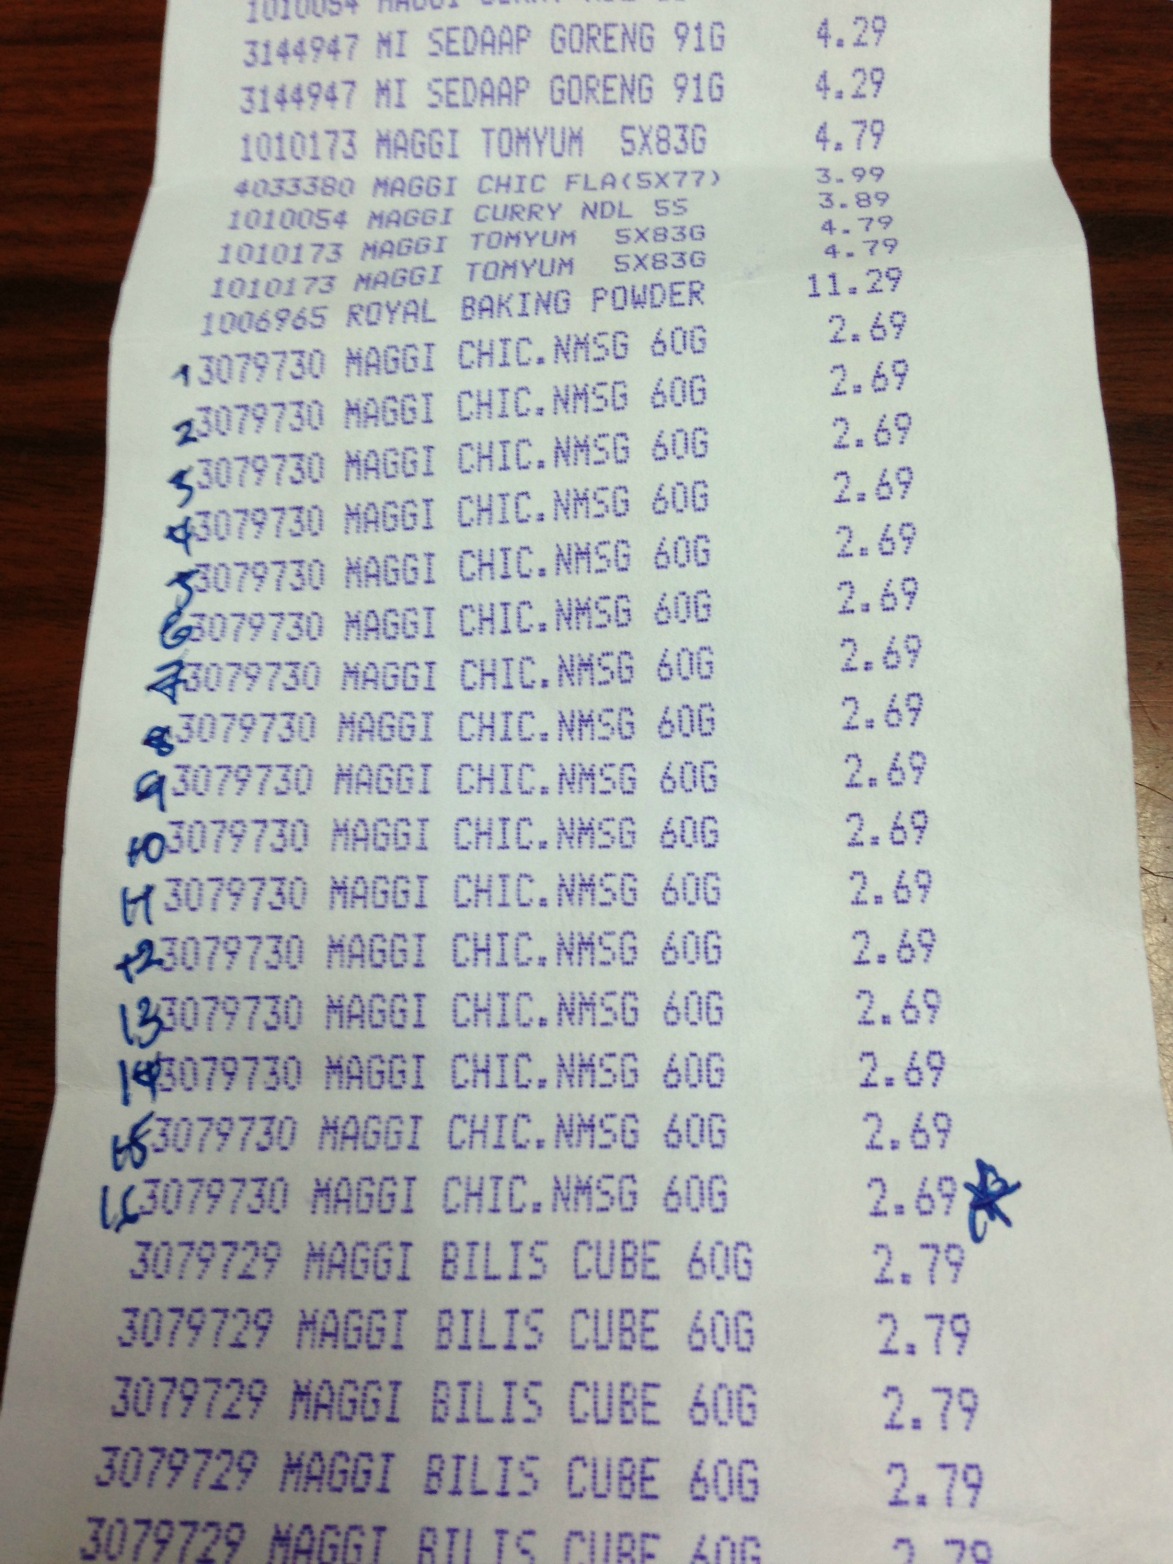 1010054 MAGGI CURRY NDL
3144947 MI SEDAAP GORENG 91G 4.29
3144947 MI SEDAAP GORENG 91G 4.29
1010173 MAGGI TOMYUM 5X83G 4.79
4033380 MAGGI CHIC FLA(5X77) 3.99
1010054 MAGGI CURRY NDL 5S 3.89
1010173 MAGGI TOMYUM 5X83G 4.79
1010173 MAGGI TOMYUM 5X83G 4.79
1006965 ROYAL BAKING POWDER 11.29
1 3079730 MAGGI CHIC.NMSG 60G 2.69
2 3079730 MAGGI CHIC.NMSG 60G 2.69
3 3079730 MAGGI CHIC.NMSG 60G 2.69
4 3079730 MAGGI CHIC.NMSG 60G 2.69
5 3079730 MAGGI CHIC.NMSG 60G 2.69
6 3079730 MAGGI CHIC.NMSG 60G 2.69
7 3079730 MAGGI CHIC.NMSG 60G 2.69
8 3079730 MAGGI CHIC.NMSG 60G 2.69
9 3079730 MAGGI CHIC.NMSG 60G 2.69
10 3079730 MAGGI CHIC.NMSG 60G 2.69
11 3079730 MAGGI CHIC.NMSG 60G 2.69
12 3079730 MAGGI CHIC.NMSG 60G 2.69
13 3079730 MAGGI CHIC.NMSG 60G 2.69
14 3079730 MAGGI CHIC.NMSG 60G 2.69
15 3079730 MAGGI CHIC.NMSG 60G 2.69
16 3079730 MAGGI CHIC.NMSG 60G 2.69
3079729 MAGGI BILIS CUBE 60G 2.79
3079729 MAGGI BILIS CUBE 60G 2.79
3079729 MAGGI BILIS CUBE 60G 2.79
3079729 MAGGI BILIS CUBE 60G 2.79
3079729 MAGGI BILIS CUBE 60G 2.79